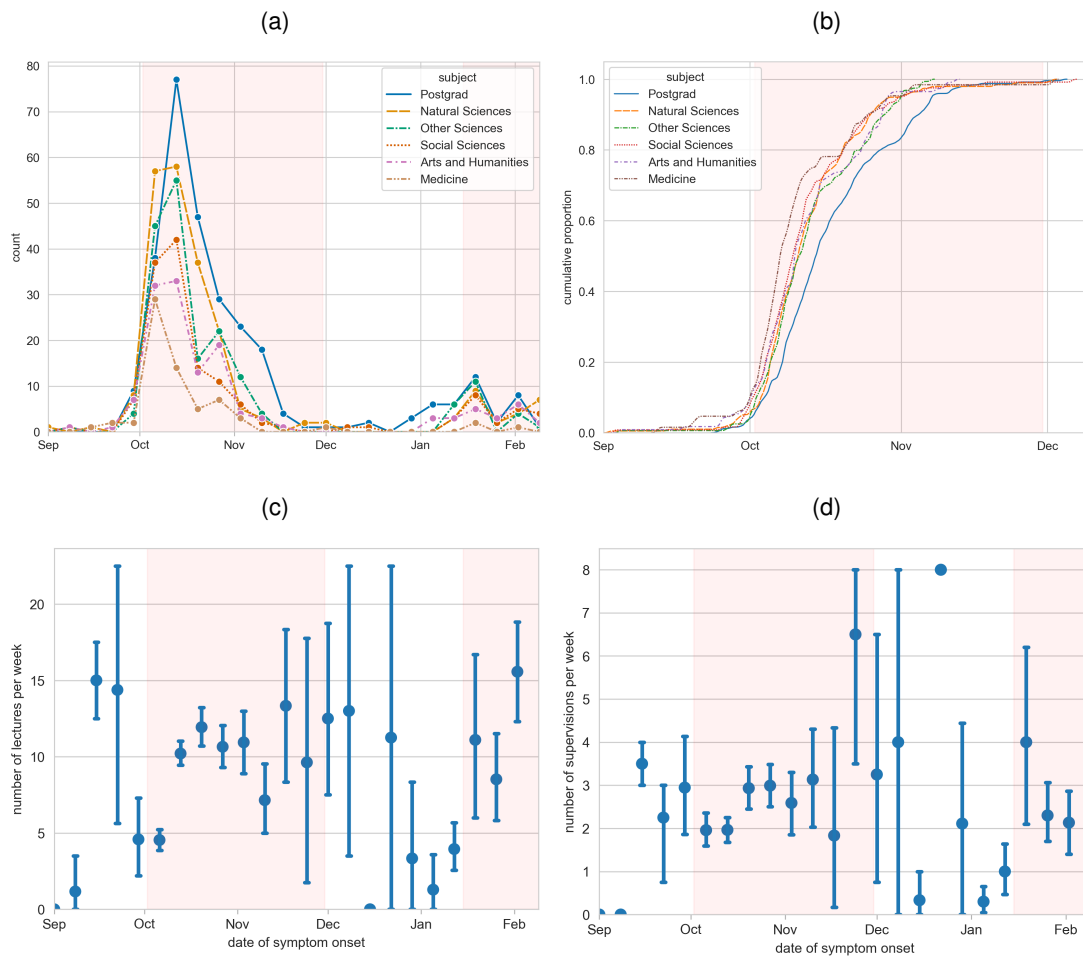 (a)
80
70
60
50
40
30
20
10
0
count
Sep
Oct
Nov
Dec
Jan
Feb
subject
Postgrad
Natural Sciences
Other Sciences
Social Sciences
Arts and Humanities
Medicine
(b)
1.0
0.8
0.6
0.4
0.2
0.0
cumulative proportion
Sep
Oct
Nov
Dec
subject
Postgrad
Natural Sciences
Other Sciences
Social Sciences
Arts and Humanities
Medicine
(c)
20
15
10
5
0
number of lectures per week
Sep
Oct
Nov
Dec
Jan
Feb
date of symptom onset
(d)
8
7
6
5
4
3
2
1
0
number of supervisions per week
Sep
Oct
Nov
Dec
Jan
Feb
date of symptom onset